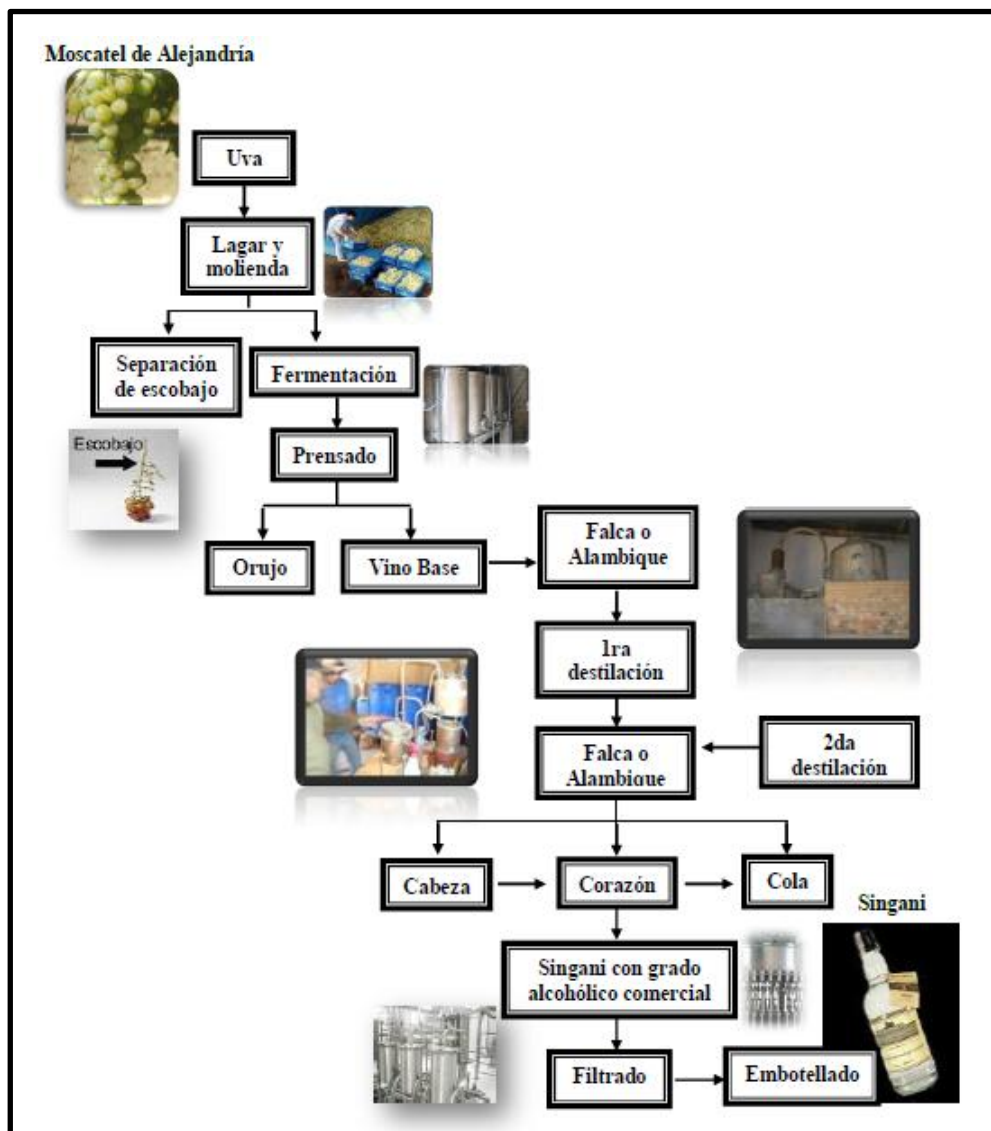 Moscatel de Alejandría
Uva
Lagar y
molienda
Separación
de escobajo
Fermentación
Escobajo
Prensado
Orujo
Vino Base
Falca o
Alambique
1ra
destilación
Falca o
Alambique
2da
destilación
Cabeza
Corazón
Cola
Singani
Singani con grado
alcohólico comercial
Filtrado
Embotellado